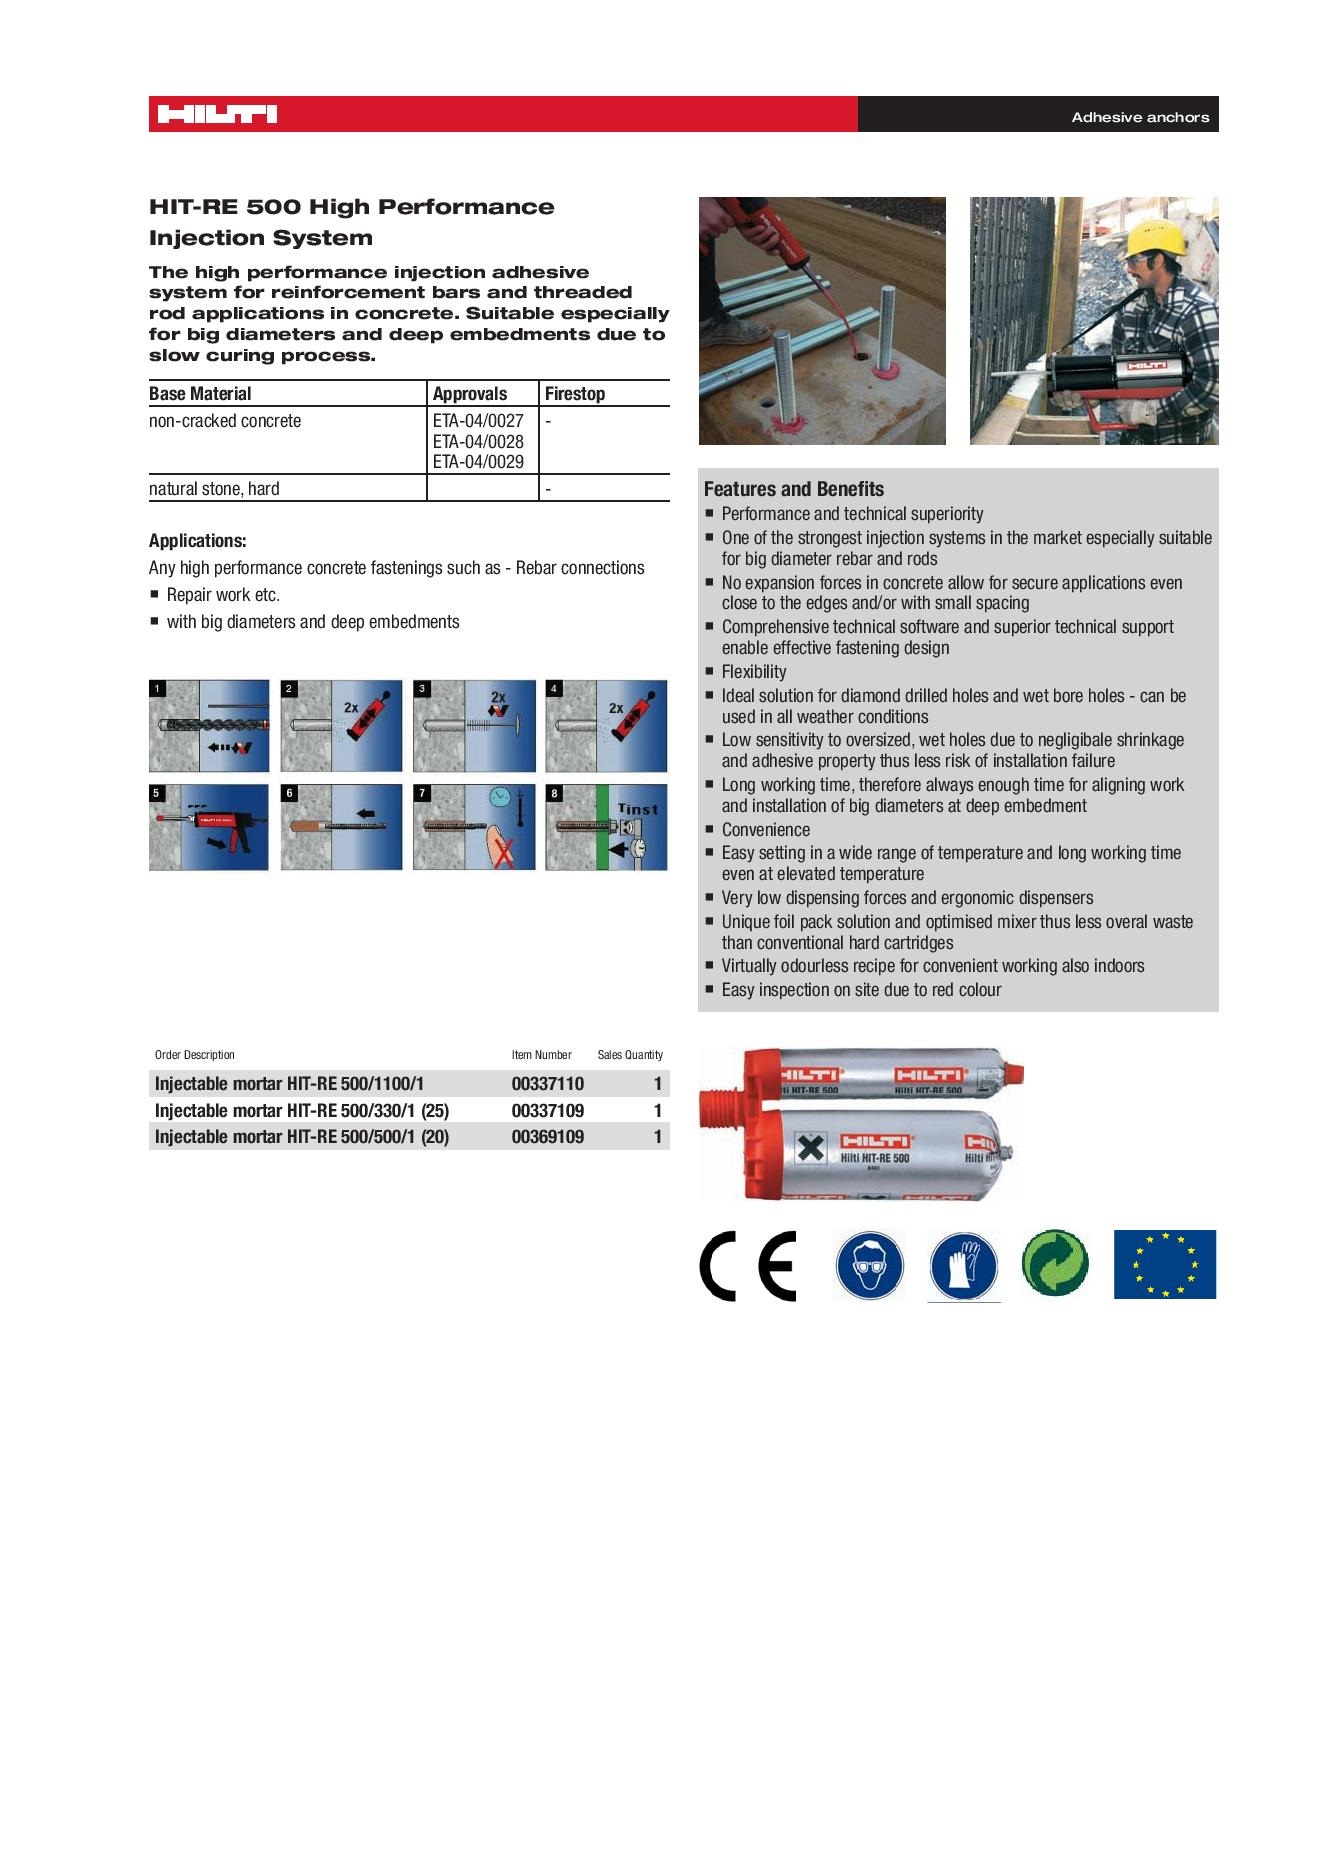 HILTI
Adhesive anchors
HIT-RE 500 High Performance
Injection System
The high performance injection adhesive
system for reinforcement bars and threaded
rod applications in concrete. Suitable especially
for big diameters and deep embedments due to
slow curing process.
Base Material Approvals Firestop
non-cracked concrete ETA-04/0027 -
ETA-04/0028
ETA-04/0029
natural stone, hard -
Applications:
Any high performance concrete fastenings such as - Rebar connections
■ Repair work etc.
■ with big diameters and deep embedments
1 2 3 4
2x 2x 2x
5 6 7 8
HILTI
Tinst
HILTI
HILTI
Features and Benefits
■ Performance and technical superiority
■ One of the strongest injection systems in the market especially suitable
for big diameter rebar and rods
■ No expansion forces in concrete allow for secure applications even
close to the edges and/or with small spacing
■ Comprehensive technical software and superior technical support
enable effective fastening design
■ Flexibility
■ Ideal solution for diamond drilled holes and wet bore holes - can be
used in all weather conditions
■ Low sensitivity to oversized, wet holes due to negligibale shrinkage
and adhesive property thus less risk of installation failure
■ Long working time, therefore always enough time for aligning work
and installation of big diameters at deep embedment
■ Convenience
■ Easy setting in a wide range of temperature and long working time
even at elevated temperature
■ Very low dispensing forces and ergonomic dispensers
■ Unique foil pack solution and optimised mixer thus less overal waste
than conventional hard cartridges
■ Virtually odourless recipe for convenient working also indoors
■ Easy inspection on site due to red colour
Order Description Item Number Sales Quantity
Injectable mortar HIT-RE 500/1100/1 00337110 1
Injectable mortar HIT-RE 500/330/1 (25) 00337109 1
Injectable mortar HIT-RE 500/500/1 (20) 00369109 1
HILTI HILTI
lti HIT-RE 500 Hilti HIT-RE 500
HILTI HI
Hilti HIT-RE 500 Hilti HI
HILTI HILTI
CE